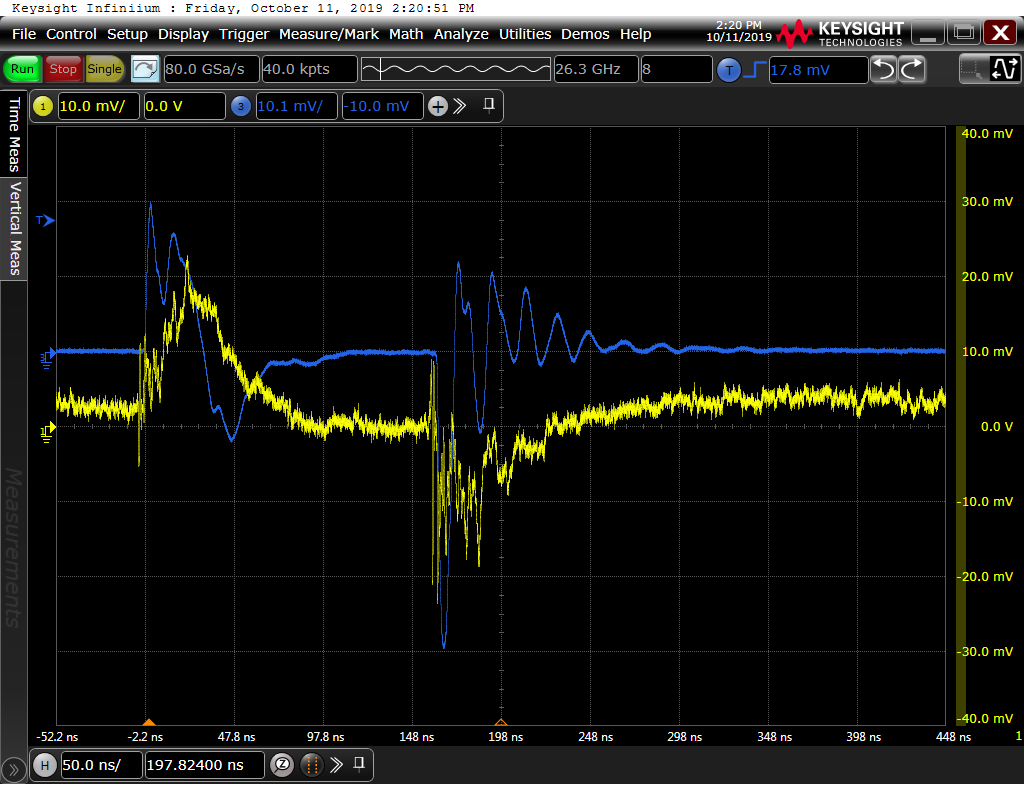 Keysight Infiniium : Friday, October 11, 2019 2:20:51 PM
File Control Setup Display Trigger Measure/Mark Math Analyze Utilities Demos Help
2:20 PM
10/11/2019
KEYSIGHT
TECHNOLOGIES
Run Stop Single 80.0 GSa/s 40.0 kpts 26.3 GHz 8 T 17.8 mV
1 10.0 mV/ 0.0 V 3 10.1 mV/ -10.0 mV
Time Meas
Vertical Meas
Measurements
40.0 mV
30.0 mV
T
20.0 mV
3
10.0 mV
1
0.0 V
-10.0 mV
-20.0 mV
-30.0 mV
-40.0 mV
-52.2 ns -2.2 ns 47.8 ns 97.8 ns 148 ns 198 ns 248 ns 298 ns 348 ns 398 ns 448 ns 1
H 50.0 ns/ 197.82400 ns Z